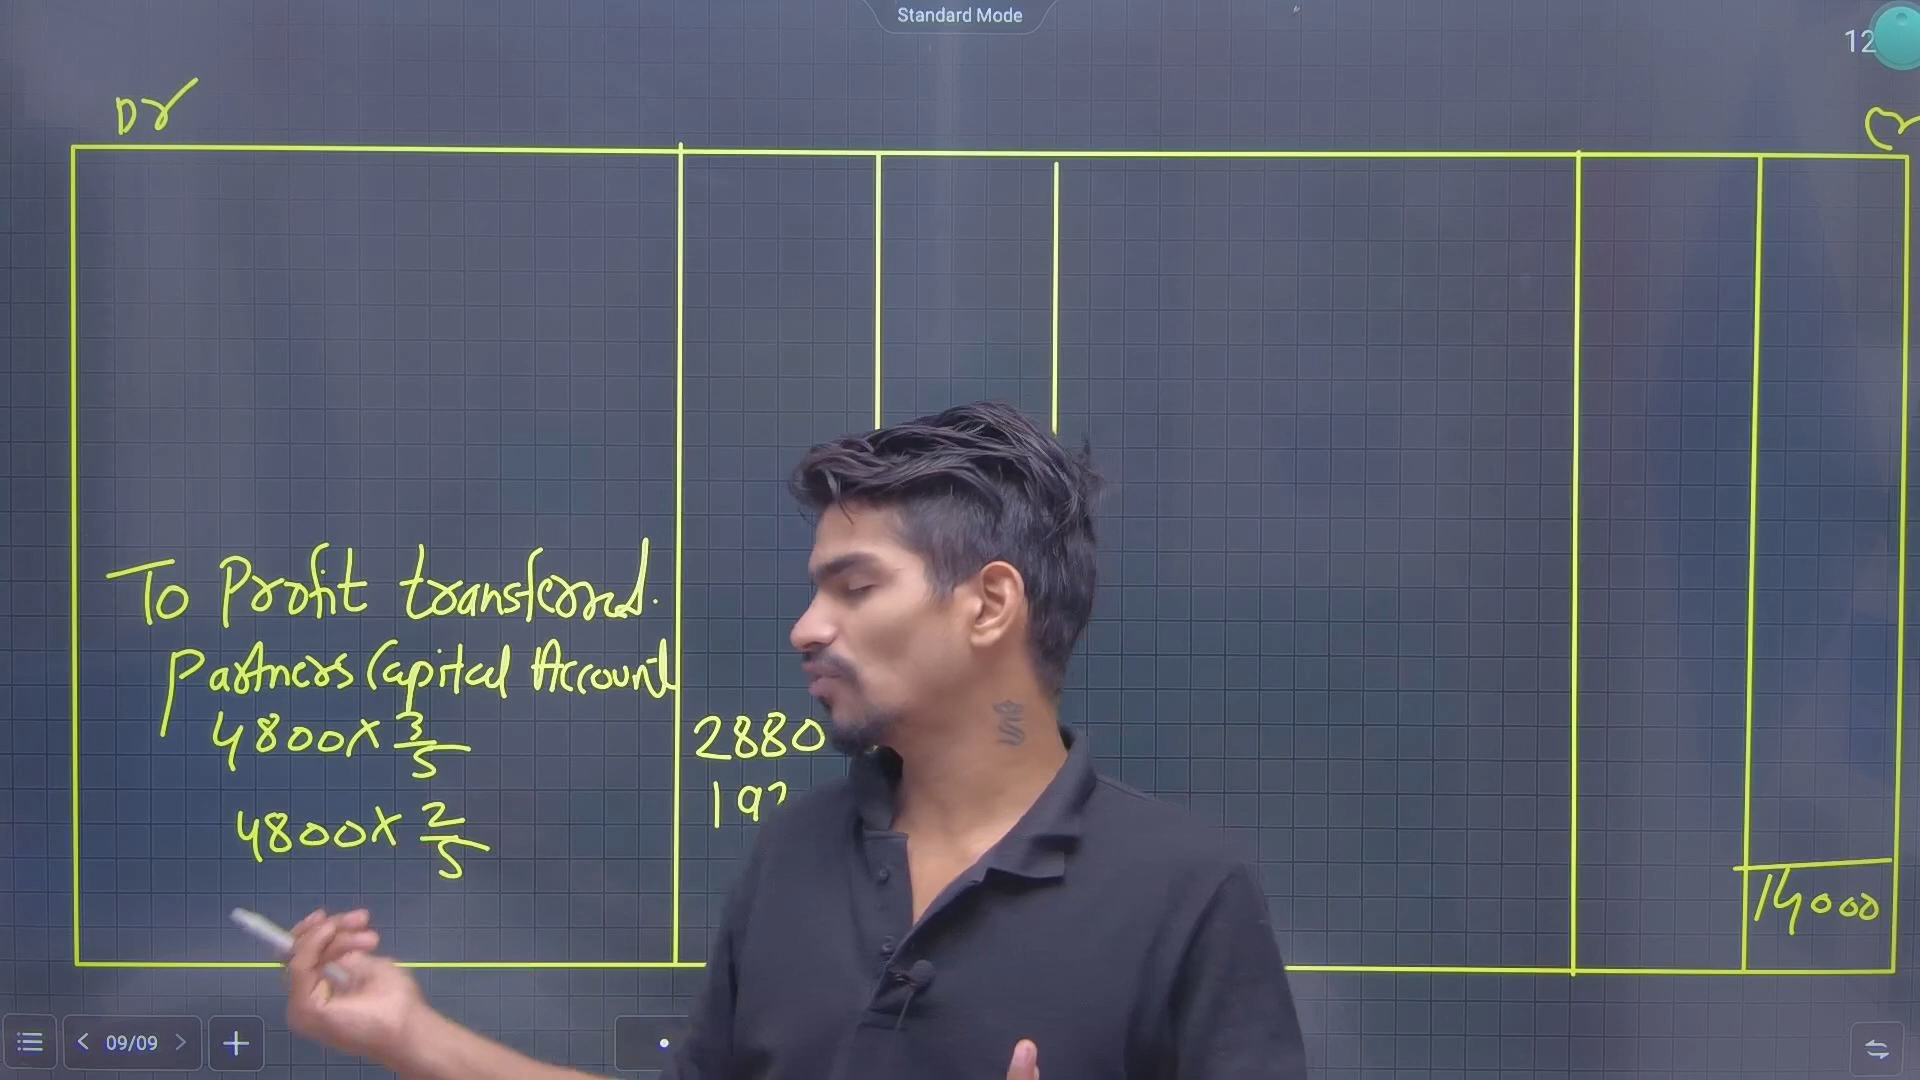 Standard Mode
12
Dr
Cr
To Profit transferred.
Partners Capital Account
4800 x 3/5 2880
4800 x 2/5
14000
09/09